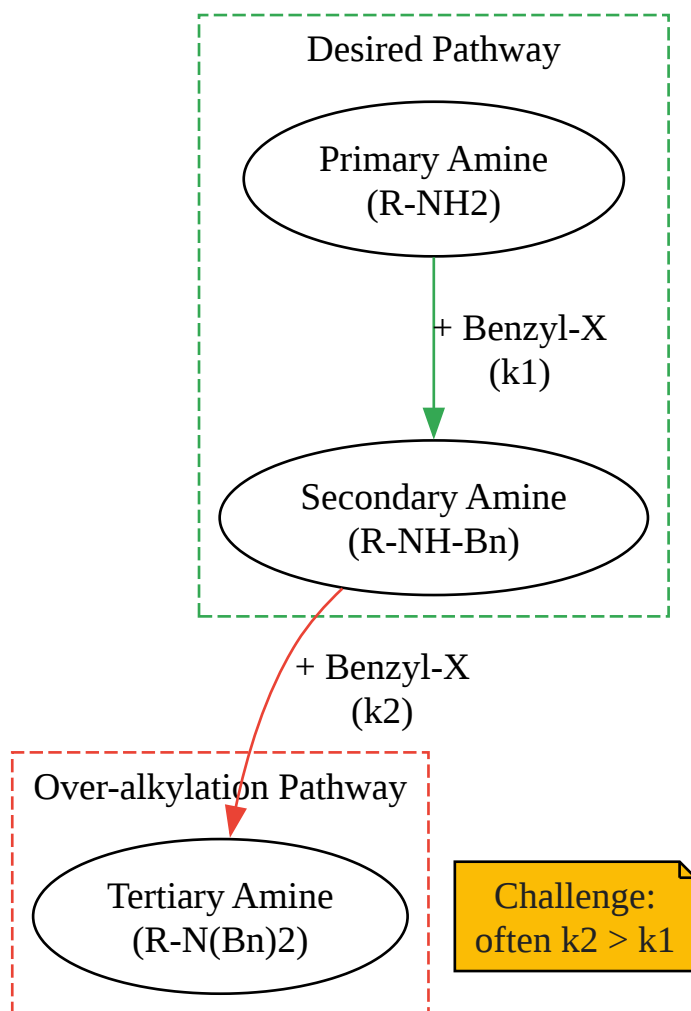 Desired Pathway
Primary Amine
(R-NH2)
+ Benzyl-X
(k1)
Secondary Amine
(R-NH-Bn)
+ Benzyl-X
(k2)
Over-alkylation Pathway
Tertiary Amine
(R-N(Bn)2)
Challenge:
often k2 > k1